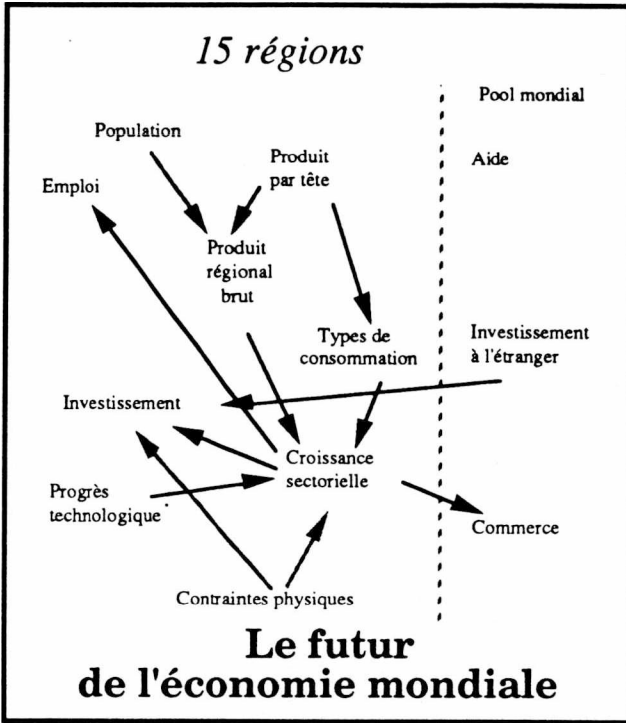 15 régions
Pool mondial
Population
Produit
par tête
Aide
Emploi
Produit
régional
brut
Types de
consommation
Investissement
à l'étranger
Investissement
Croissance
sectorielle
Progrès
technologique
Commerce
Contraintes physiques
Le futur
de l'économie mondiale